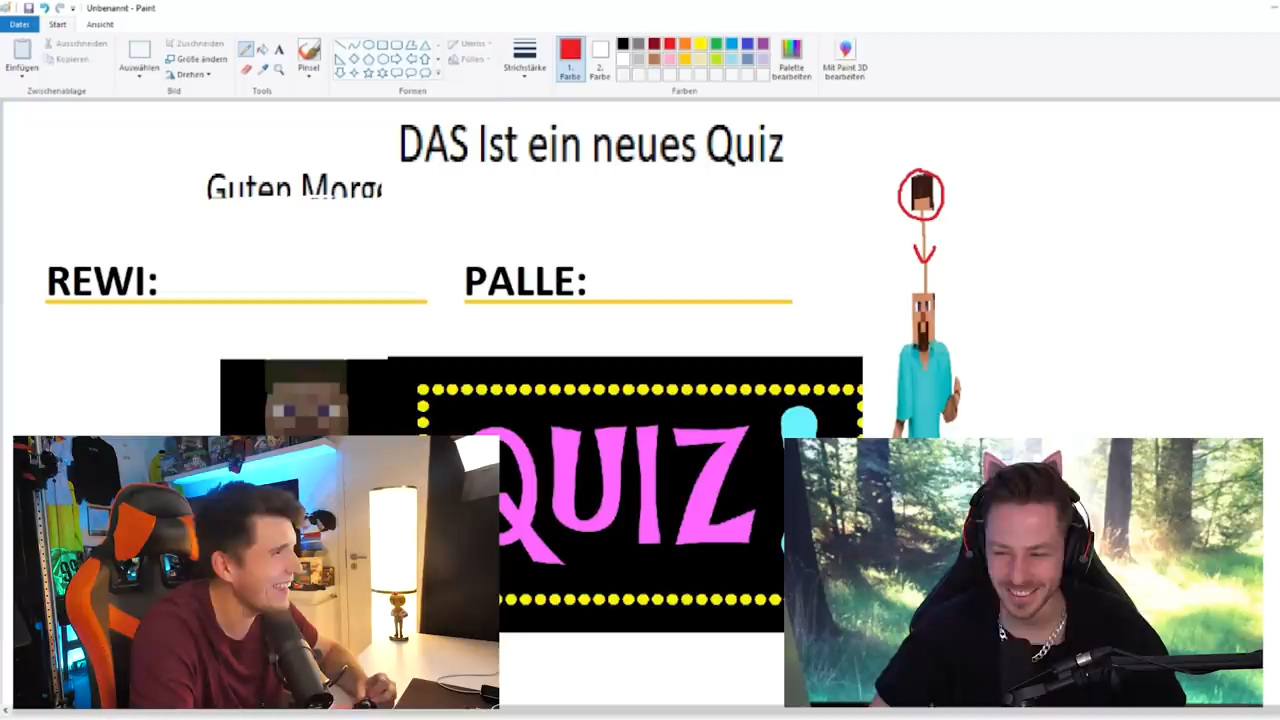 Unbenannt - Paint
Datei Start Ansicht
Einfügen
Ausschneiden
Kopieren
Zwischenablage
Auswählen
Zuschneiden
Größe ändern
Drehen
Bild
Tools
Pinsel
Umriss
Füllen
Formen
Strichstärke
1. Farbe
2. Farbe
Palette bearbeiten
Mit Paint 3D bearbeiten
Farben
DAS Ist ein neues Quiz
Guten Morge
REWI: PALLE:
QUIZ